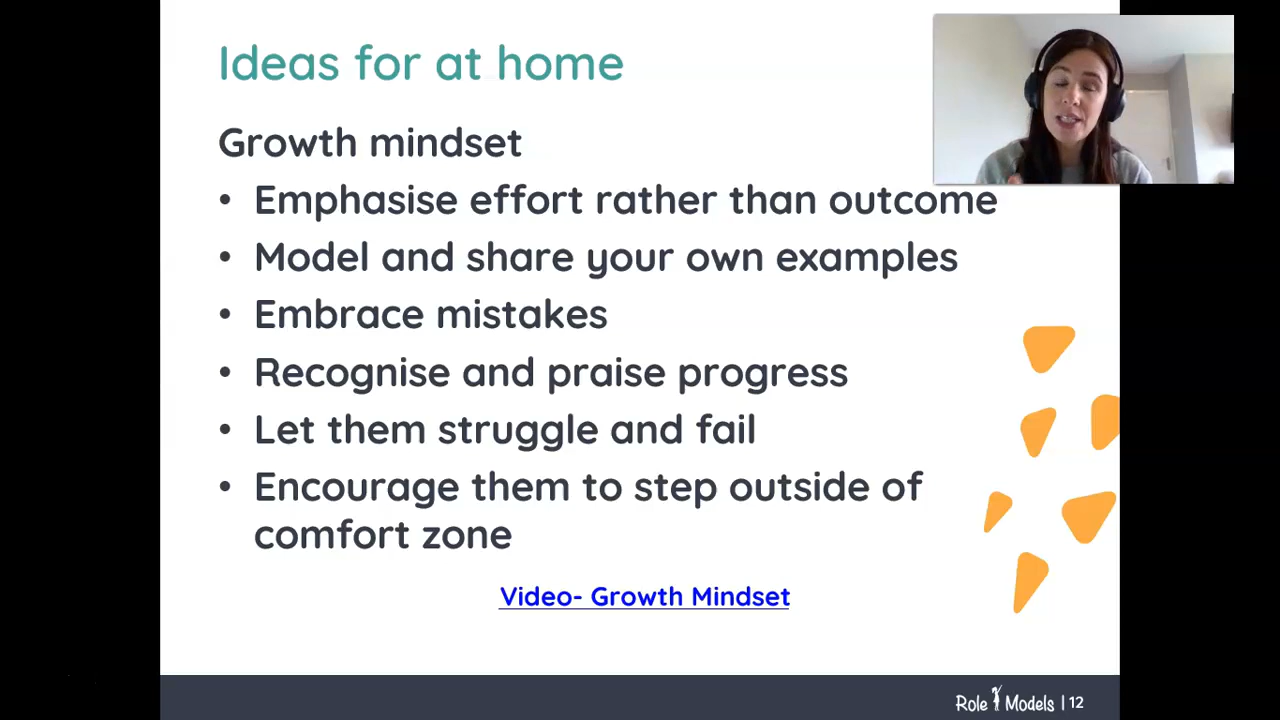 Ideas for at home
Growth mindset
• Emphasise effort rather than outcome
• Model and share your own examples
• Embrace mistakes
• Recognise and praise progress
• Let them struggle and fail
• Encourage them to step outside of
comfort zone
Video- Growth Mindset
Role Models | 12